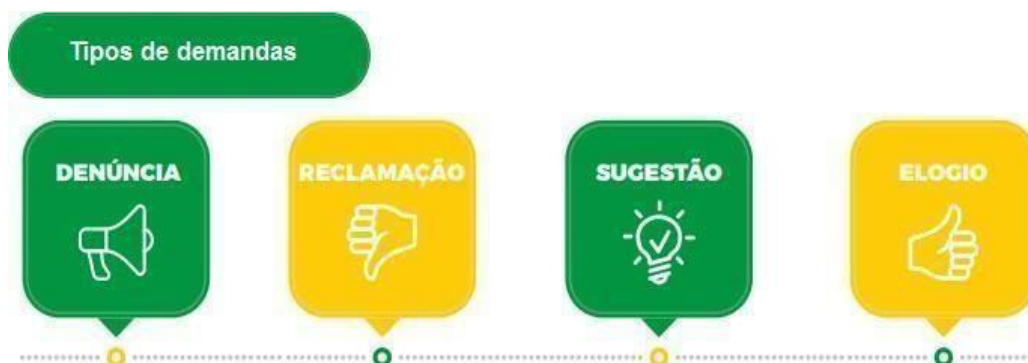 Tipos de demandas
DENÚNCIA
RECLAMAÇÃO
SUGESTÃO
ELOGIO